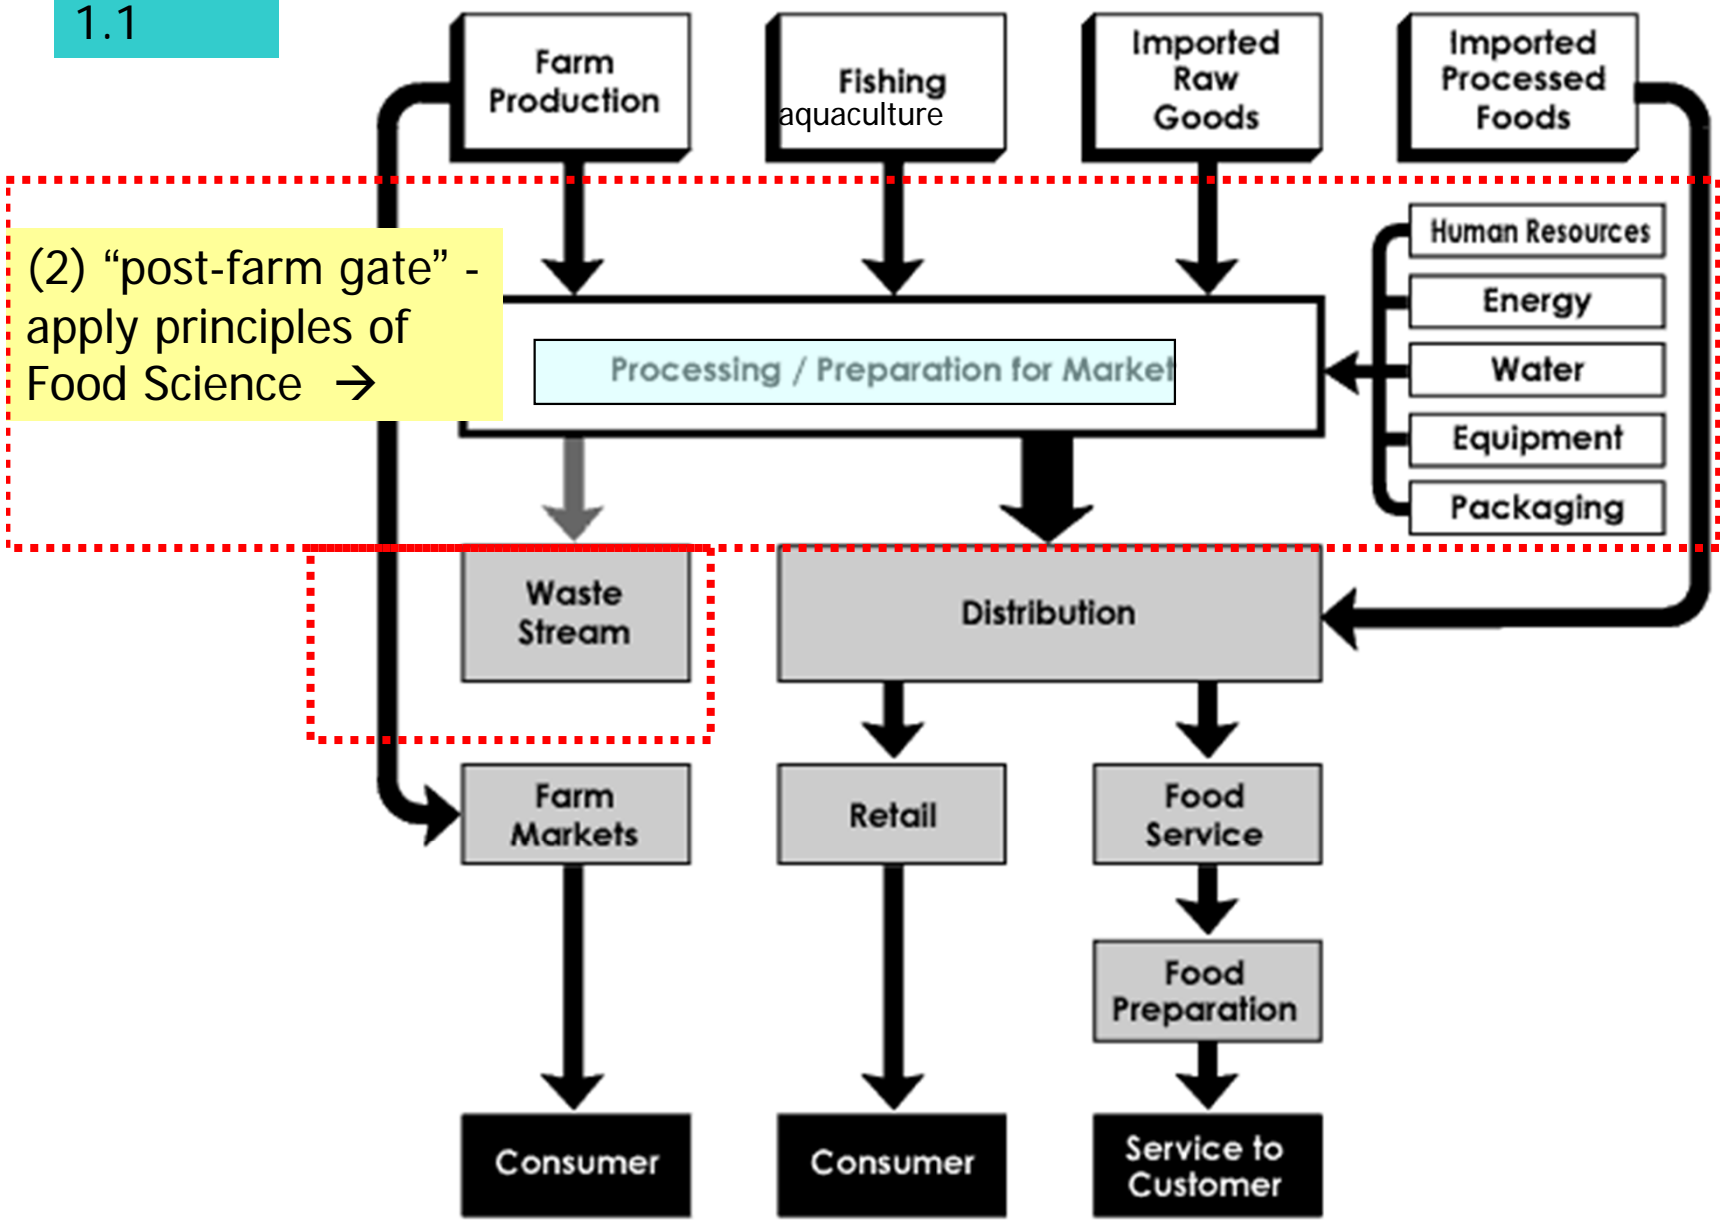 1.1
Farm
Production
Fishing
aquaculture
Imported
Raw
Goods
Imported
Processed
Foods
(2) “post-farm gate” -
apply principles of
Food Science →
Human Resources
Energy
Water
Equipment
Packaging
Processing / Preparation for Market
Waste
Stream
Distribution
Farm
Markets
Retail
Food
Service
Food
Preparation
Consumer
Consumer
Service to
Customer